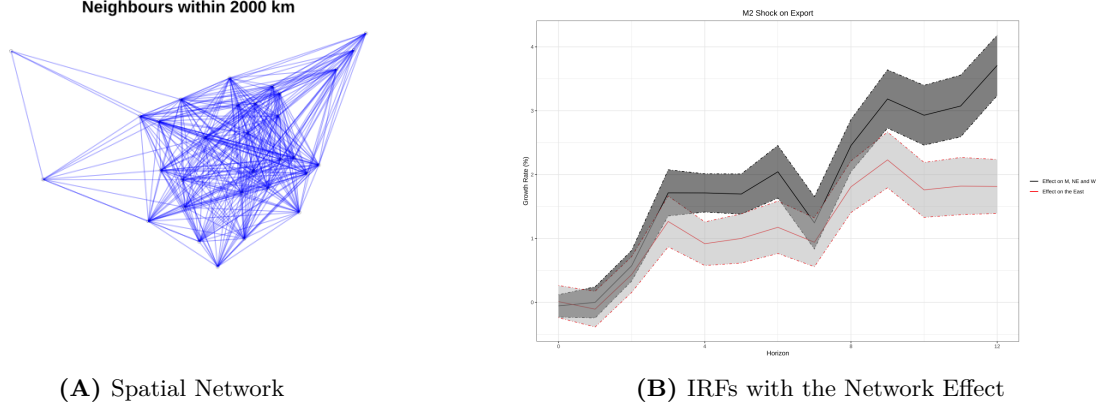 Neighbours within 2000 km
M2 Shock on Export
Growth Rate (%)
4
3
2
1
0
0
4
8
12
Horizon
Effect on M, NE and W
Effect on the East
(A) Spatial Network
(B) IRFs with the Network Effect